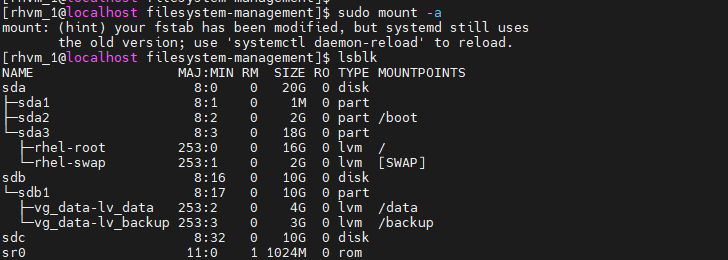 [rhvm_1@localhost filesystem-management]$ sudo mount -a
mount: (hint) your fstab has been modified, but systemd still uses
       the old version; use 'systemctl daemon-reload' to reload.
[rhvm_1@localhost filesystem-management]$ lsblk
NAME                  MAJ:MIN RM  SIZE RO TYPE MOUNTPOINTS
sda                     8:0    0   20G  0 disk
├─sda1                  8:1    0    1M  0 part
├─sda2                  8:2    0    2G  0 part /boot
└─sda3                  8:3    0   18G  0 part
  ├─rhel-root         253:0    0   16G  0 lvm  /
  └─rhel-swap         253:1    0    2G  0 lvm  [SWAP]
sdb                     8:16   0   10G  0 disk
└─sdb1                  8:17   0   10G  0 part
  ├─vg_data-lv_data   253:2    0    4G  0 lvm  /data
  └─vg_data-lv_backup 253:3    0    3G  0 lvm  /backup
sdc                     8:32   0   10G  0 disk
sr0                    11:0    1 1024M  0 rom